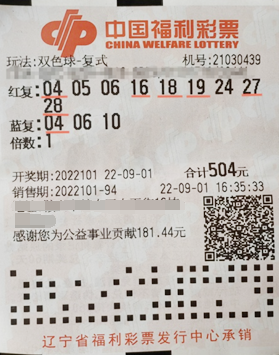 中国福利彩票
CHINA WELFARE LOTTERY
玩法:双色球-复式
机号:21030439
红复:04 05 06 16 18 19 24 27
28
蓝复:04 06 10
倍数:1
合计504元
开奖期:2022101 22-09-01
销售期:2022101-94 22-09-01 16:35:33
感谢您为公益事业贡献181.44元
辽宁省福利彩票发行中心承销